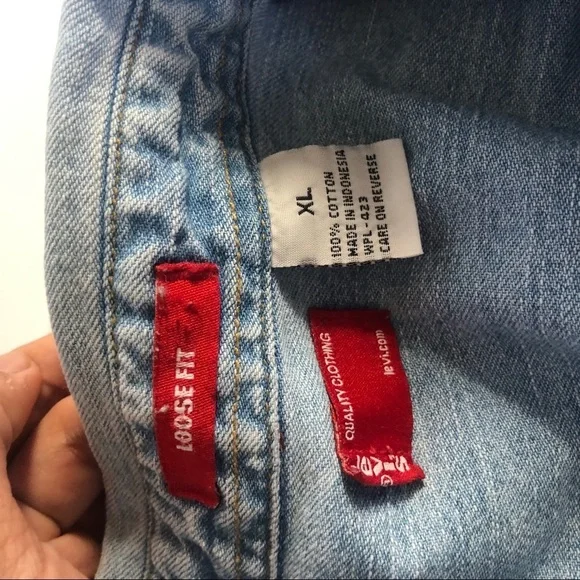 XL
100% COTTON
MADE IN INDONESIA
WPL-423
CARE ON REVERSE
LOOSE FIT
QUALITY CLOTHING
levi.com